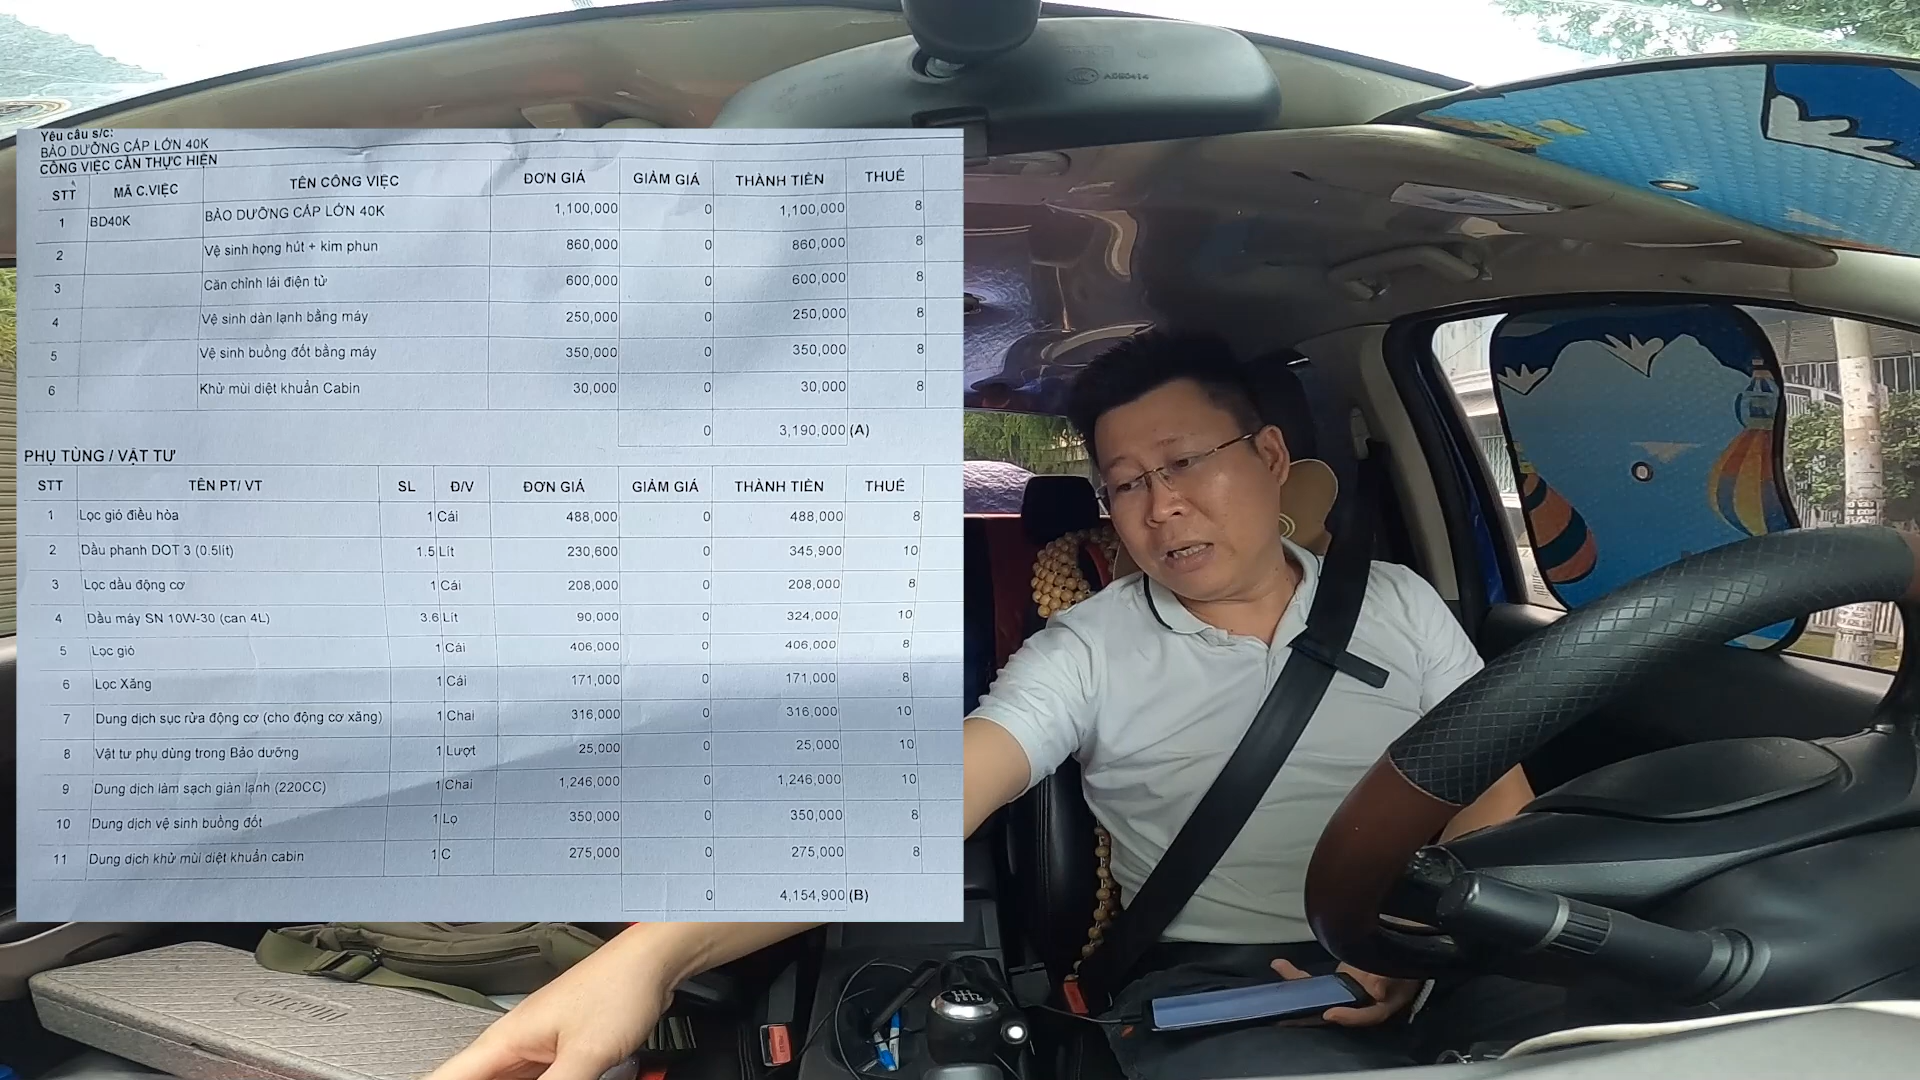 Yêu cầu s/c:
BẢO DƯỠNG CẤP LỚN 40K
CÔNG VIỆC CẦN THỰC HIỆN
STT MÃ C.VIỆC TÊN CÔNG VIỆC ĐƠN GIÁ GIẢM GIÁ THÀNH TIỀN THUẾ
1 BD40K BẢO DƯỠNG CẤP LỚN 40K 1,100,000 0 1,100,000 8
2 Vệ sinh họng hút + kim phun 860,000 0 860,000 8
3 Cân chỉnh lái điện tử 600,000 0 600,000 8
4 Vệ sinh dàn lạnh bằng máy 250,000 0 250,000 8
5 Vệ sinh buồng đốt bằng máy 350,000 0 350,000 8
6 Khử mùi diệt khuẩn Cabin 30,000 0 30,000 8
0 3,190,000 (A)
PHỤ TÙNG / VẬT TƯ
STT TÊN PT/ VT SL Đ/V ĐƠN GIÁ GIẢM GIÁ THÀNH TIỀN THUẾ
1 Lọc gió điều hòa 1 Cái 488,000 0 488,000 8
2 Dầu phanh DOT 3 (0.5lít) 1.5 Lít 230,600 0 345,900 10
3 Lọc dầu động cơ 1 Cái 208,000 0 208,000 8
4 Dầu máy SN 10W-30 (can 4L) 3.6 Lít 90,000 0 324,000 10
5 Lọc gió 1 Cái 406,000 0 406,000 8
6 Lọc Xăng 1 Cái 171,000 0 171,000 8
7 Dung dịch sục rửa động cơ (cho động cơ xăng) 1 Chai 316,000 0 316,000 10
8 Vật tư phụ dùng trong Bảo dưỡng 1 Lượt 25,000 0 25,000 10
9 Dung dịch làm sạch giàn lạnh (220CC) 1 Chai 1,246,000 0 1,246,000 10
10 Dung dịch vệ sinh buồng đốt 1 Lọ 350,000 0 350,000 8
11 Dung dịch khử mùi diệt khuẩn cabin 1 C 275,000 0 275,000 8
0 4,154,900 (B)